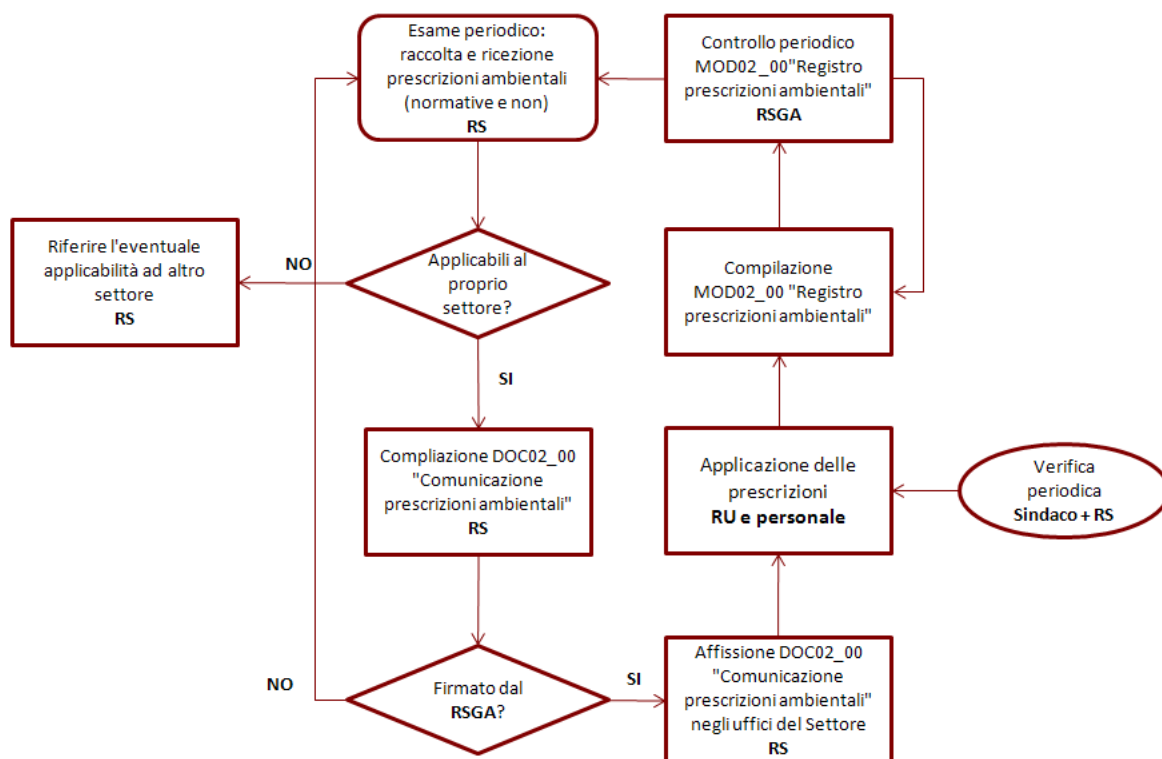 Esame periodico:
raccolta e ricezione
prescrizioni ambientali
(normative e non)
RS
Controllo periodico
MOD02_00"Registro
prescrizioni ambientali"
RSGA
Riferire l'eventuale
applicabilità ad altro
settore
RS
NO
Applicabili al
proprio
settore?
Compilazione
MOD02_00 "Registro
prescrizioni ambientali"
SI
Compliazione DOC02_00
"Comunicazione
prescrizioni ambientali"
RS
Applicazione delle
prescrizioni
RU e personale
Verifica
periodica
Sindaco + RS
NO
Firmato dal
RSGA?
SI
Affissione DOC02_00
"Comunicazione
prescrizioni ambientali"
negli uffici del Settore
RS